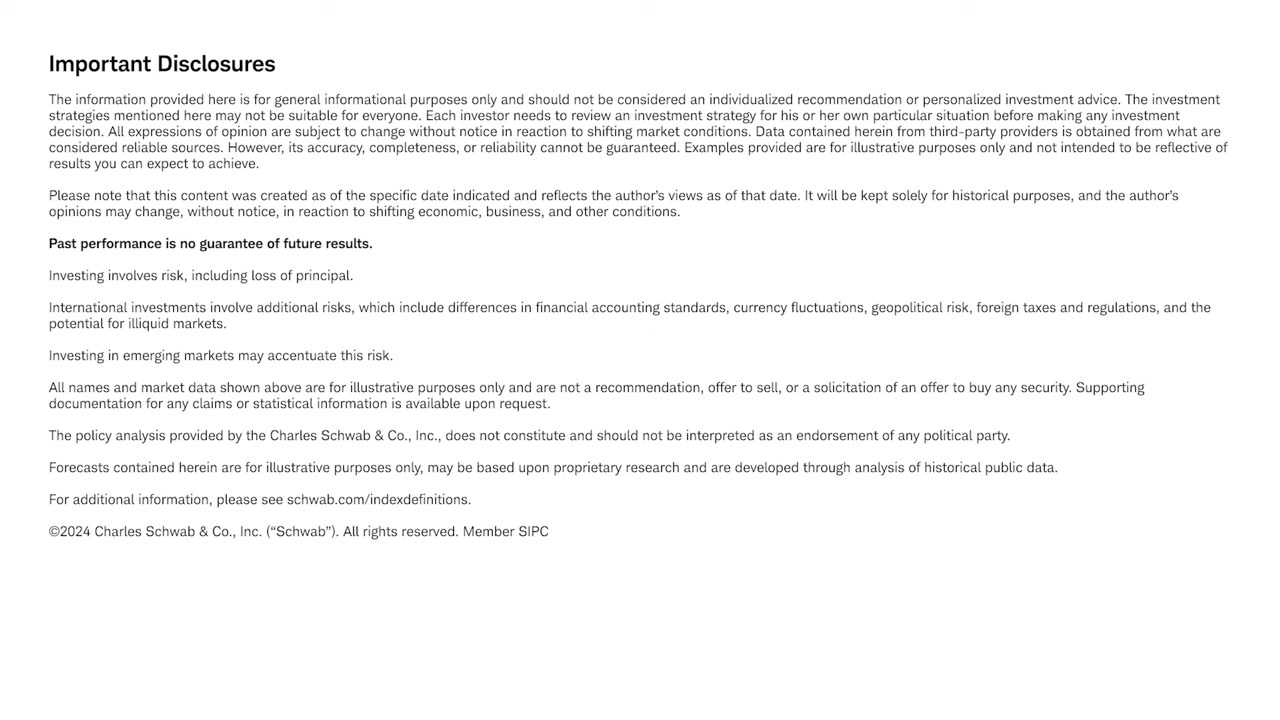 Important Disclosures
The information provided here is for general informational purposes only and should not be considered an individualized recommendation or personalized investment advice. The investment
strategies mentioned here may not be suitable for everyone. Each investor needs to review an investment strategy for his or her own particular situation before making any investment
decision. All expressions of opinion are subject to change without notice in reaction to shifting market conditions. Data contained herein from third-party providers is obtained from what are
considered reliable sources. However, its accuracy, completeness, or reliability cannot be guaranteed. Examples provided are for illustrative purposes only and not intended to be reflective of
results you can expect to achieve.
Please note that this content was created as of the specific date indicated and reflects the author’s views as of that date. It will be kept solely for historical purposes, and the author’s
opinions may change, without notice, in reaction to shifting economic, business, and other conditions.
Past performance is no guarantee of future results.
Investing involves risk, including loss of principal.
International investments involve additional risks, which include differences in financial accounting standards, currency fluctuations, geopolitical risk, foreign taxes and regulations, and the
potential for illiquid markets.
Investing in emerging markets may accentuate this risk.
All names and market data shown above are for illustrative purposes only and are not a recommendation, offer to sell, or a solicitation of an offer to buy any security. Supporting
documentation for any claims or statistical information is available upon request.
The policy analysis provided by the Charles Schwab & Co., Inc., does not constitute and should not be interpreted as an endorsement of any political party.
Forecasts contained herein are for illustrative purposes only, may be based upon proprietary research and are developed through analysis of historical public data.
For additional information, please see schwab.com/indexdefinitions.
©2024 Charles Schwab & Co., Inc. (“Schwab”). All rights reserved. Member SIPC